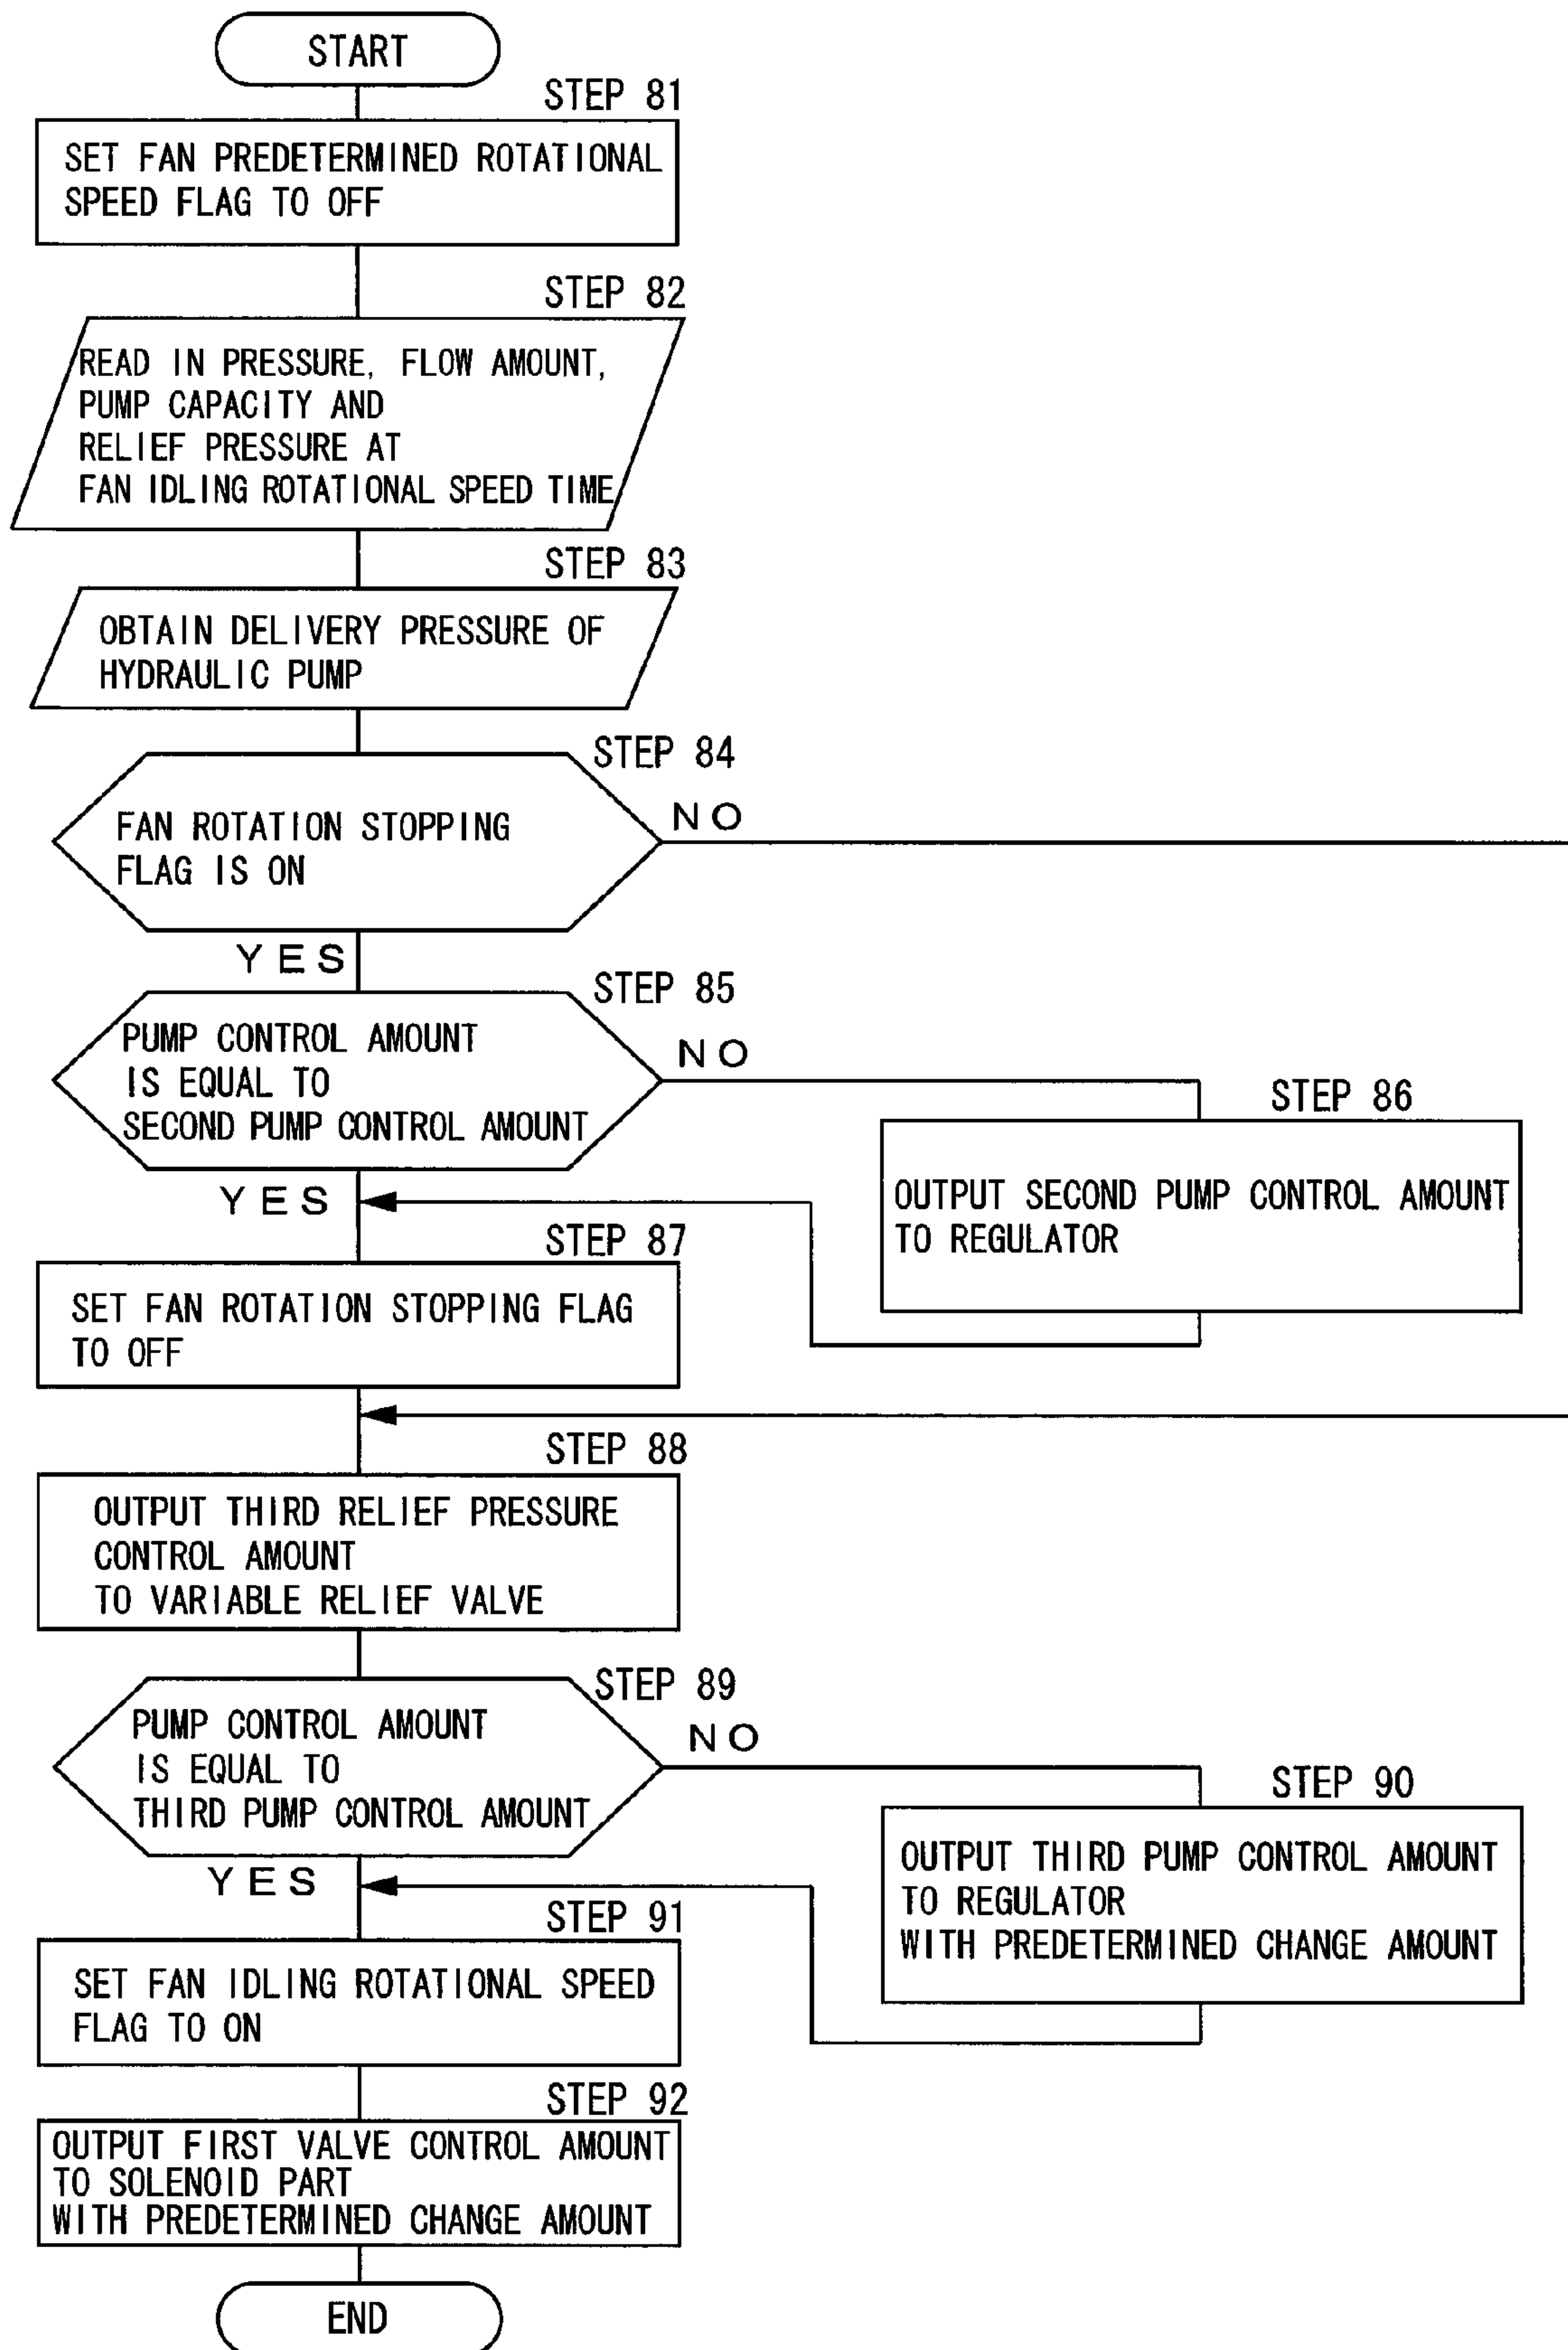 START
STEP 81
SET FAN PREDETERMINED ROTATIONAL
SPEED FLAG TO OFF
STEP 82
READ IN PRESSURE, FLOW AMOUNT,
PUMP CAPACITY AND
RELIEF PRESSURE AT
FAN IDLING ROTATIONAL SPEED TIME
STEP 83
OBTAIN DELIVERY PRESSURE OF
HYDRAULIC PUMP
STEP 84
FAN ROTATION STOPPING
FLAG IS ON
NO
YES
STEP 85
PUMP CONTROL AMOUNT
IS EQUAL TO
SECOND PUMP CONTROL AMOUNT
NO
STEP 86
OUTPUT SECOND PUMP CONTROL AMOUNT
TO REGULATOR
YES
STEP 87
SET FAN ROTATION STOPPING FLAG
TO OFF
STEP 88
OUTPUT THIRD RELIEF PRESSURE
CONTROL AMOUNT
TO VARIABLE RELIEF VALVE
STEP 89
PUMP CONTROL AMOUNT
IS EQUAL TO
THIRD PUMP CONTROL AMOUNT
NO
STEP 90
OUTPUT THIRD PUMP CONTROL AMOUNT
TO REGULATOR
WITH PREDETERMINED CHANGE AMOUNT
YES
STEP 91
SET FAN IDLING ROTATIONAL SPEED
FLAG TO ON
STEP 92
OUTPUT FIRST VALVE CONTROL AMOUNT
TO SOLENOID PART
WITH PREDETERMINED CHANGE AMOUNT
END